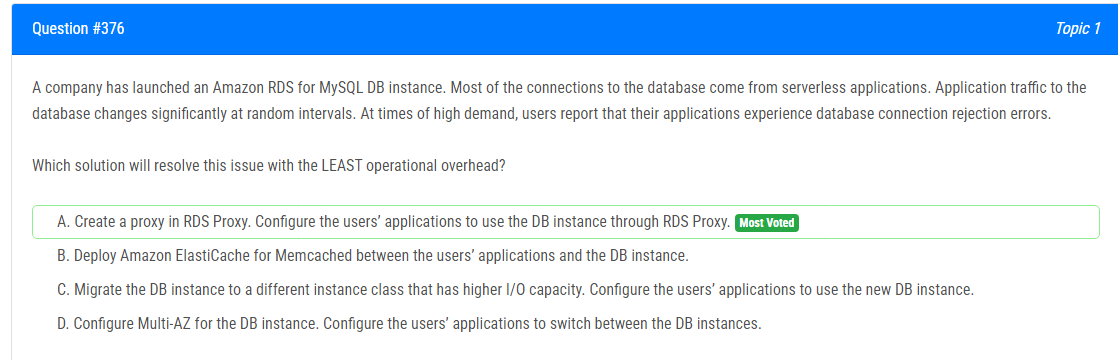 Question #376
Topic 1
A company has launched an Amazon RDS for MySQL DB instance. Most of the connections to the database come from serverless applications. Application traffic to the
database changes significantly at random intervals. At times of high demand, users report that their applications experience database connection rejection errors.
Which solution will resolve this issue with the LEAST operational overhead?
A. Create a proxy in RDS Proxy. Configure the users’ applications to use the DB instance through RDS Proxy. Most Voted
B. Deploy Amazon ElastiCache for Memcached between the users’ applications and the DB instance.
C. Migrate the DB instance to a different instance class that has higher I/O capacity. Configure the users’ applications to use the new DB instance.
D. Configure Multi-AZ for the DB instance. Configure the users’ applications to switch between the DB instances.